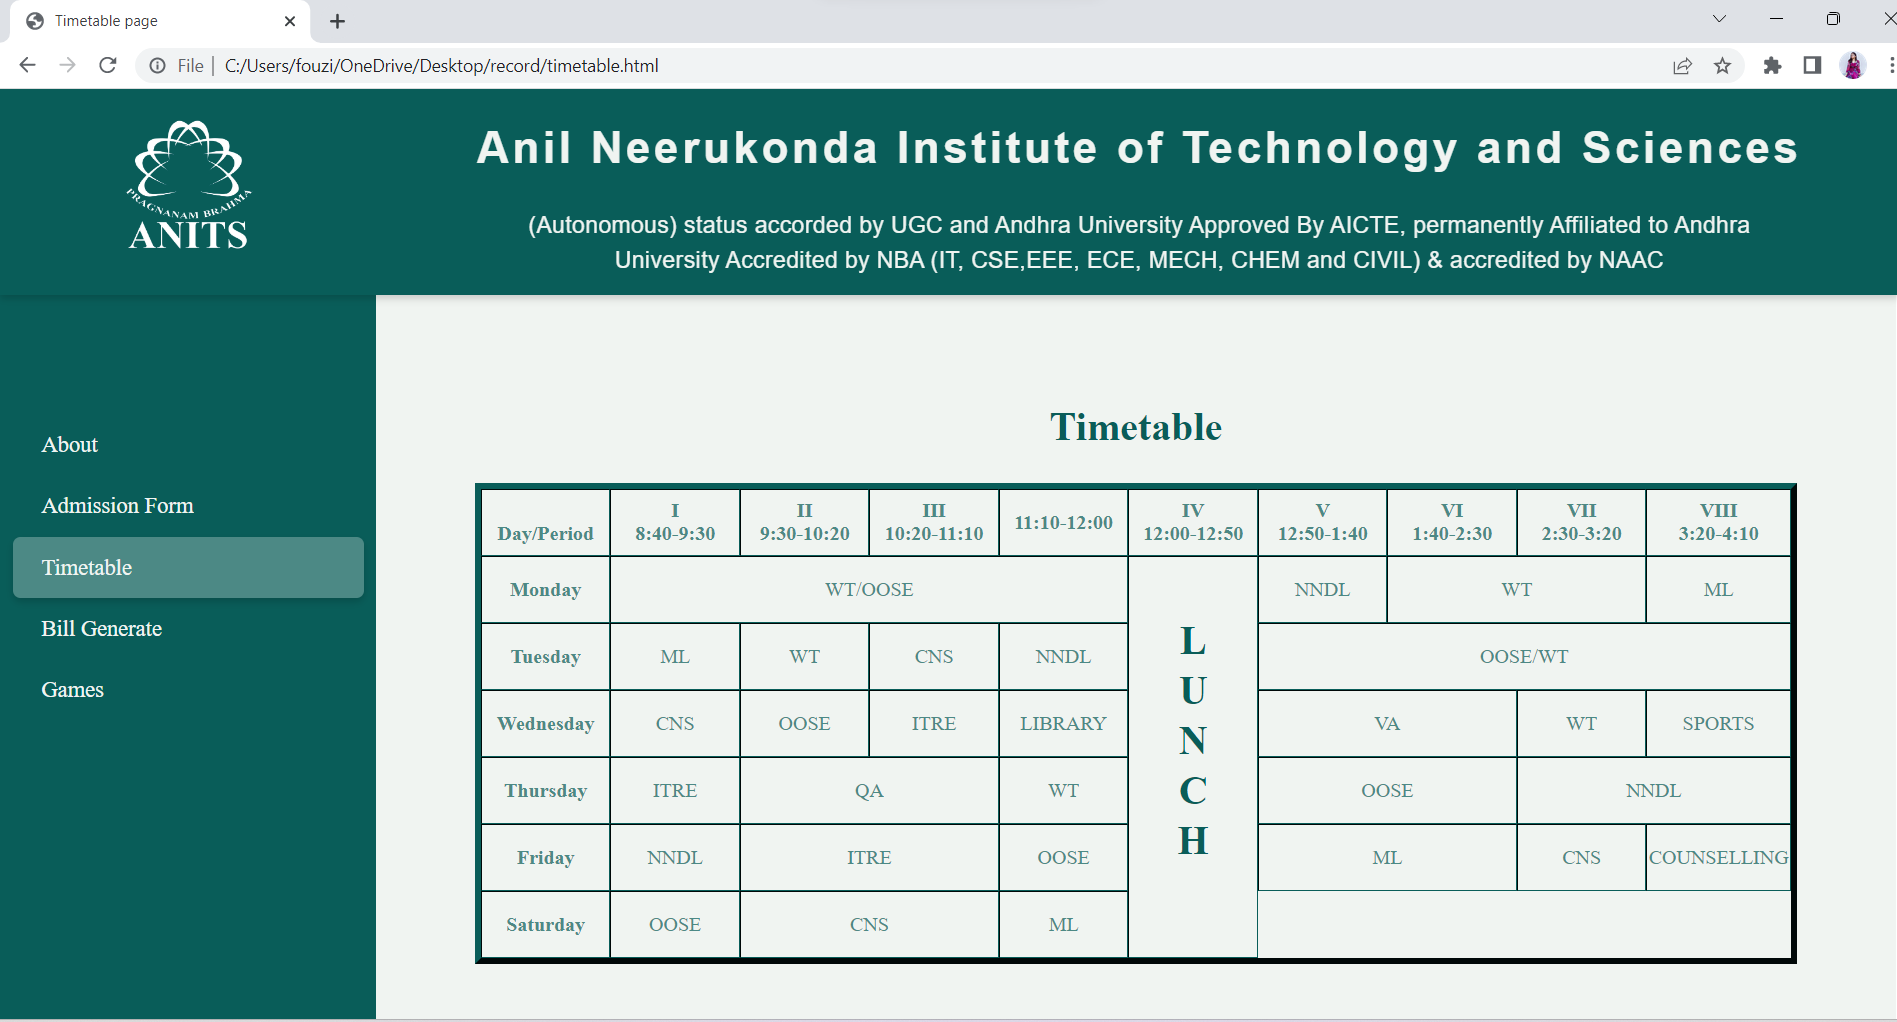 Timetable page
File
C:/Users/fouzi/OneDrive/Desktop/record/timetable.html
PRAGNANAM BRAHMA
ANITS
Anil Neerukonda Institute of Technology and Sciences
(Autonomous) status accorded by UGC and Andhra University Approved By AICTE, permanently Affiliated to Andhra
University Accredited by NBA (IT, CSE,EEE, ECE, MECH, CHEM and CIVIL) & accredited by NAAC
About
Admission Form
Timetable
Bill Generate
Games
Timetable
Day/Period I 8:40-9:30 II 9:30-10:20 III 10:20-11:10 11:10-12:00 IV 12:00-12:50 V 12:50-1:40 VI 1:40-2:30 VII 2:30-3:20 VIII 3:20-4:10
Monday WT/OOSE NNDL WT ML
Tuesday ML WT CNS NNDL OOSE/WT
Wednesday CNS OOSE ITRE LIBRARY VA WT SPORTS
Thursday ITRE QA WT OOSE NNDL
Friday NNDL ITRE OOSE ML CNS COUNSELLING
Saturday OOSE CNS ML
L
U
N
C
H